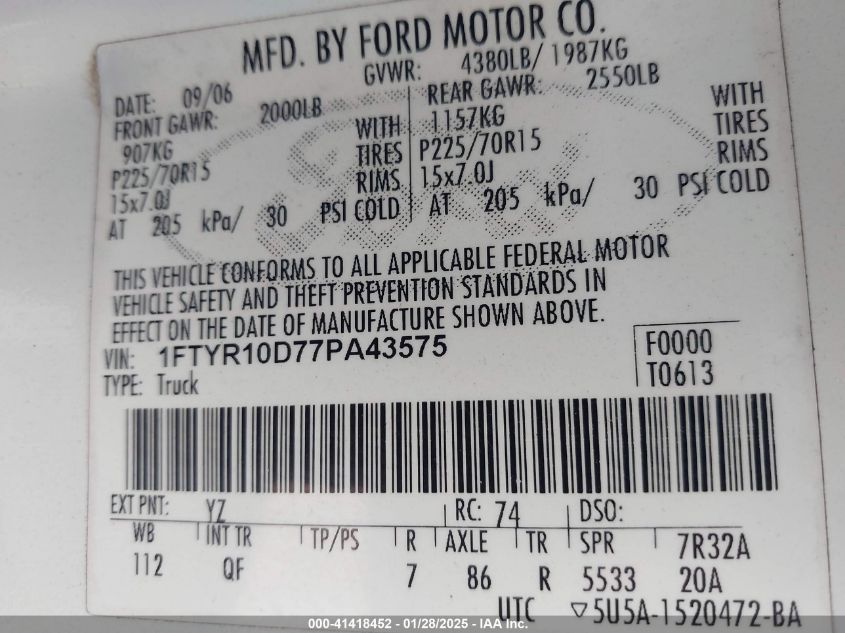 MFD. BY FORD MOTOR CO.
DATE: 09/06 GVWR: 4380LB/ 1987KG
FRONT GAWR: 2000LB REAR GAWR: 2550LB
907KG WITH 1157KG WITH
P225/70R15 TIRES P225/70R15 TIRES
15x7.0J RIMS 15x7.0J RIMS
AT 205 kPa/ 30 PSI COLD AT 205 kPa/ 30 PSI COLD
THIS VEHICLE CONFORMS TO ALL APPLICABLE FEDERAL MOTOR
VEHICLE SAFETY AND THEFT PREVENTION STANDARDS IN
EFFECT ON THE DATE OF MANUFACTURE SHOWN ABOVE.
VIN: 1FTYR10D77PA43575 F0000
TYPE: Truck T0613
EXT PNT: YZ RC: 74 DSO:
WB INT TR TP/PS R AXLE TR SPR 7R32A
112 QF 7 86 R 5533 20A
UTC ▽5U5A-1520472-BA
000-41418452 - 01/28/2025 - IAA Inc.